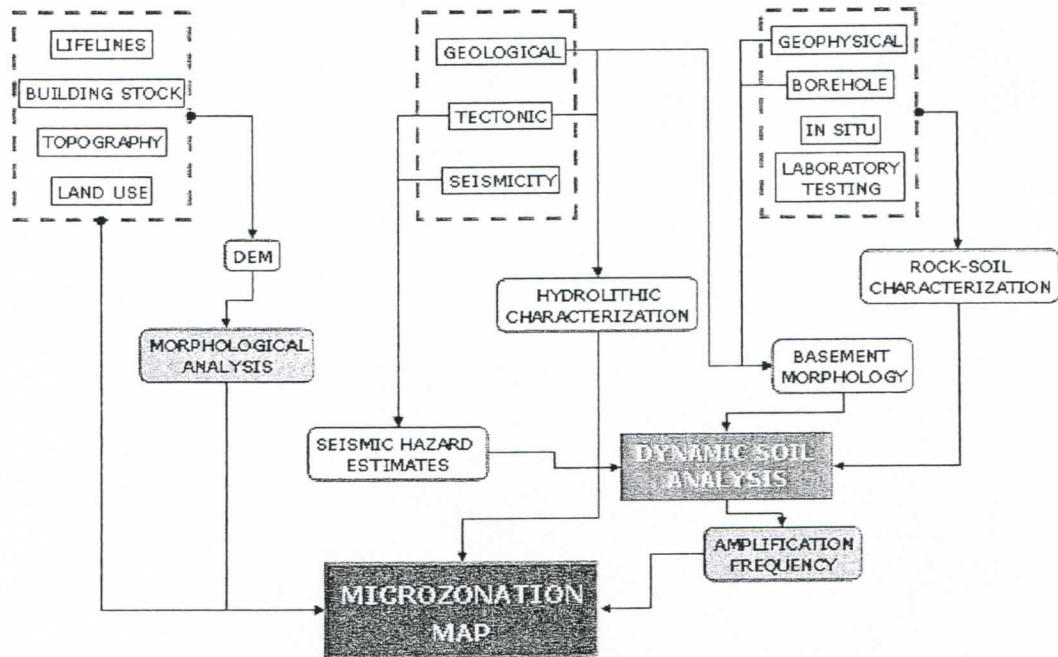 LIFELINES
BUILDING STOCK
TOPOGRAPHY
LAND USE
GEOLOGICAL
TECTONIC
SEISMICITY
GEOPHYSICAL
BOREHOLE
IN SITU
LABORATORY
TESTING
DEM
MORPHOLOGICAL
ANALYSIS
HYDROLITHIC
CHARACTERIZATION
ROCK-SOIL
CHARACTERIZATION
BASEMENT
MORPHOLOGY
SEISMIC HAZARD
ESTIMATES
DYNAMIC SOIL
ANALYSIS
AMPLIFICATION
FREQUENCY
MICROZONATION
MAP